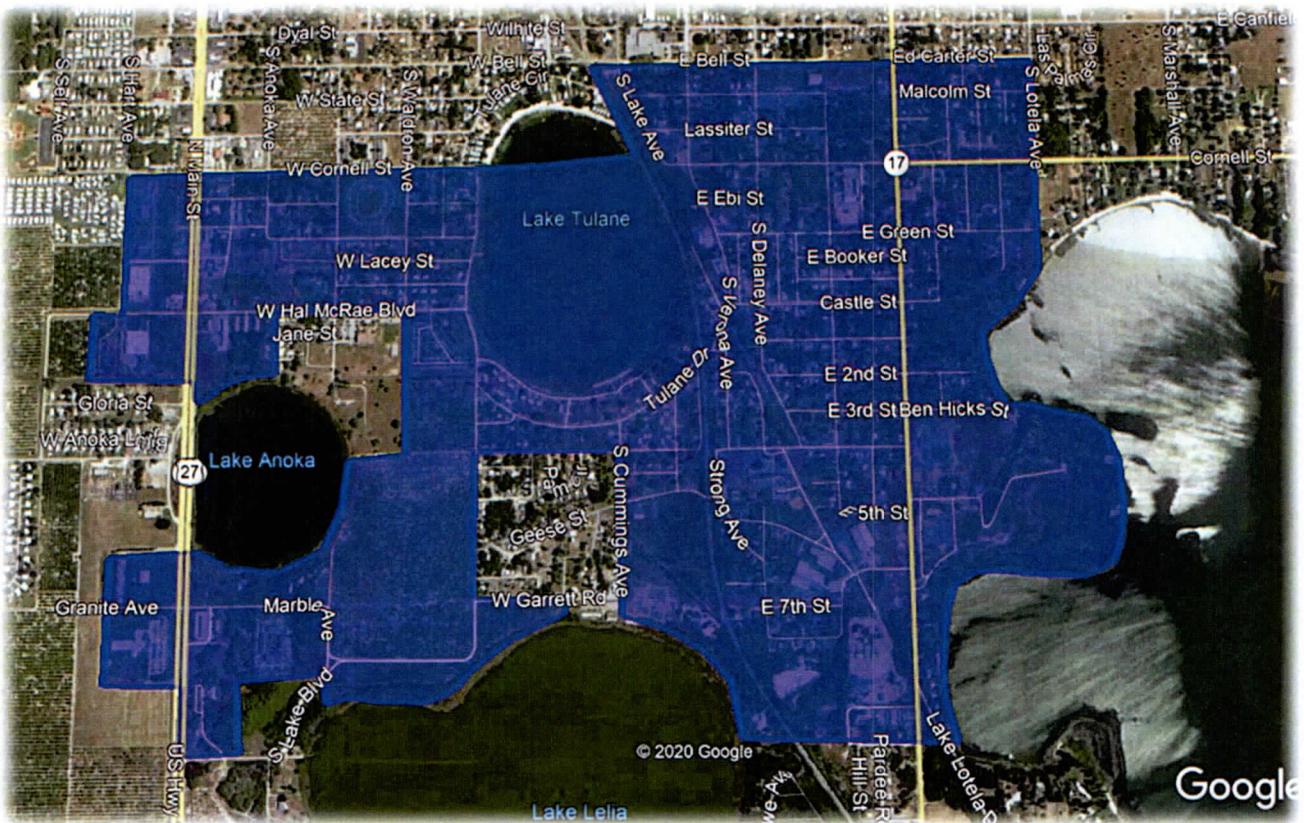 E Canfiel
Dyal St
Wilhite St
W Bell St
E Bell St
Ed Carter St
Las Palmas Cir
S Marshall Ave
S Hart Ave
S Anoka Ave
S Waldron Ave
Tulane Cir
S Lake Ave
S Lotela Ave
W State St
Malcolm St
Lassiter St
W Cornell St
17
Cornell St
N Main St
E Ebi St
Lake Tulane
S Delaney Ave
E Green St
W Lacey St
E Booker St
Castle St
W Hal McRae Blvd
Jane St
S Verona Ave
Tulane Dr
E 2nd St
Gloria St
E 3rd St
Ben Hicks St
W Anoka
Lake Anoka
27
S Cummings Ave
Strong Ave
5th St
Geese St
Granite Ave
Marble Ave
W Garrett Rd
E 7th St
S Lake Blvd
US Hwy
© 2020 Google
Hill St
Lake Lotela D
Google
Lake Lelia